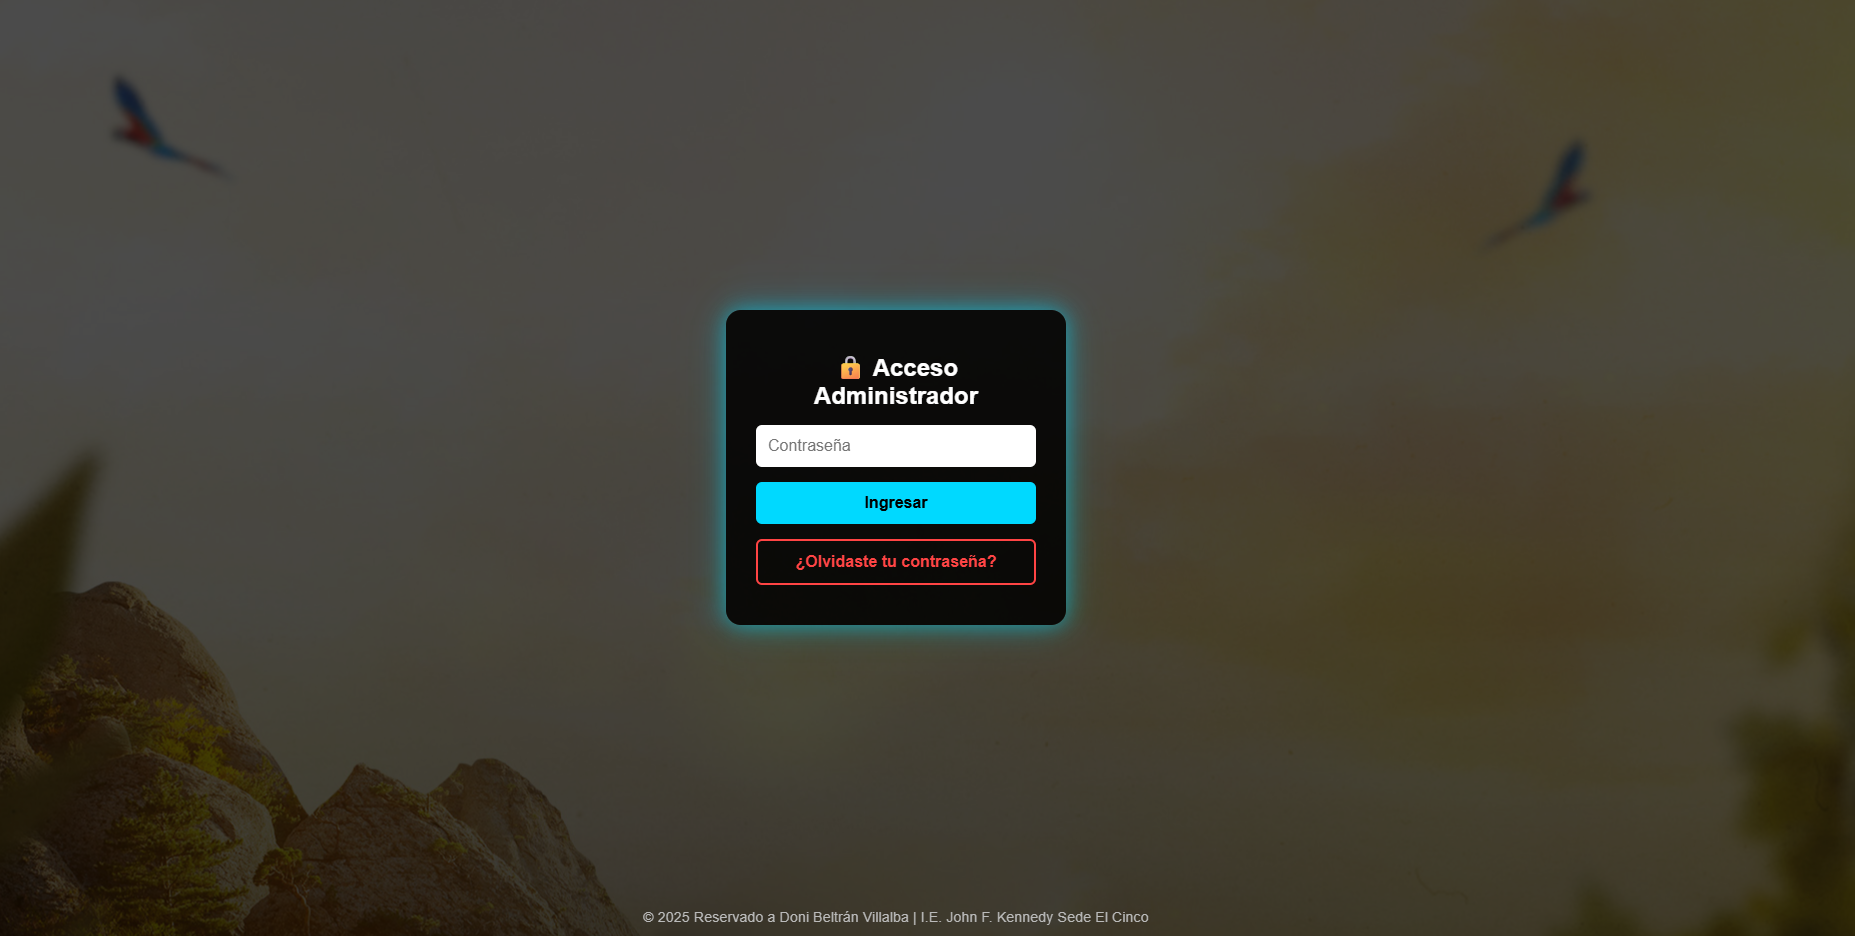 🔒 Acceso
Administrador
Contraseña
Ingresar
¿Olvidaste tu contraseña?
© 2025 Reservado a Doni Beltrán Villalba | I.E. John F. Kennedy Sede El Cinco